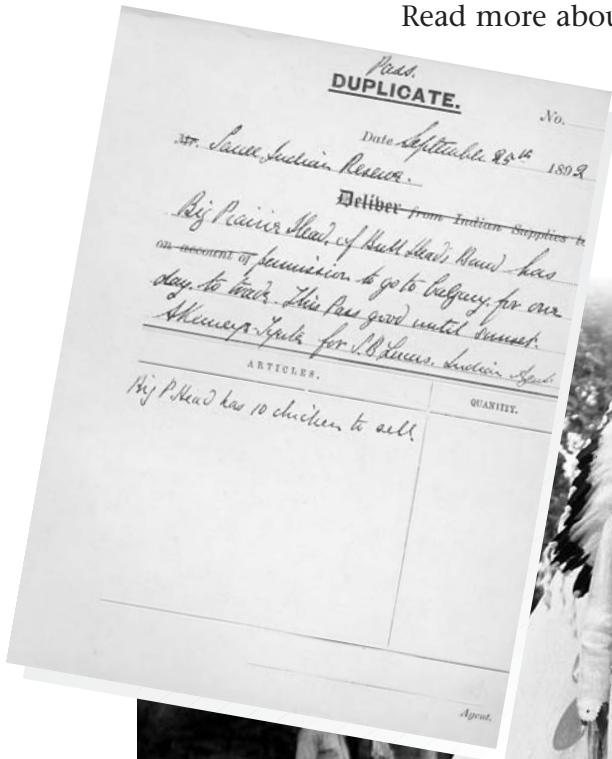 Read more abou
Pass.
DUPLICATE.
No.
Date September 25th 1892
Mr. Sarcee Indian Reserve.
Deliver from Indian Supplies to
Big Prairie Head, of Bull Head's Band has
on account of permission to go to Calgary, for one
day, to trade. This Pass good until sunset.
for S.B. Lucas, Indian Agent.
ARTICLES.
QUANTITY.
Big P. Head has 10 chickens to sell
Agent.